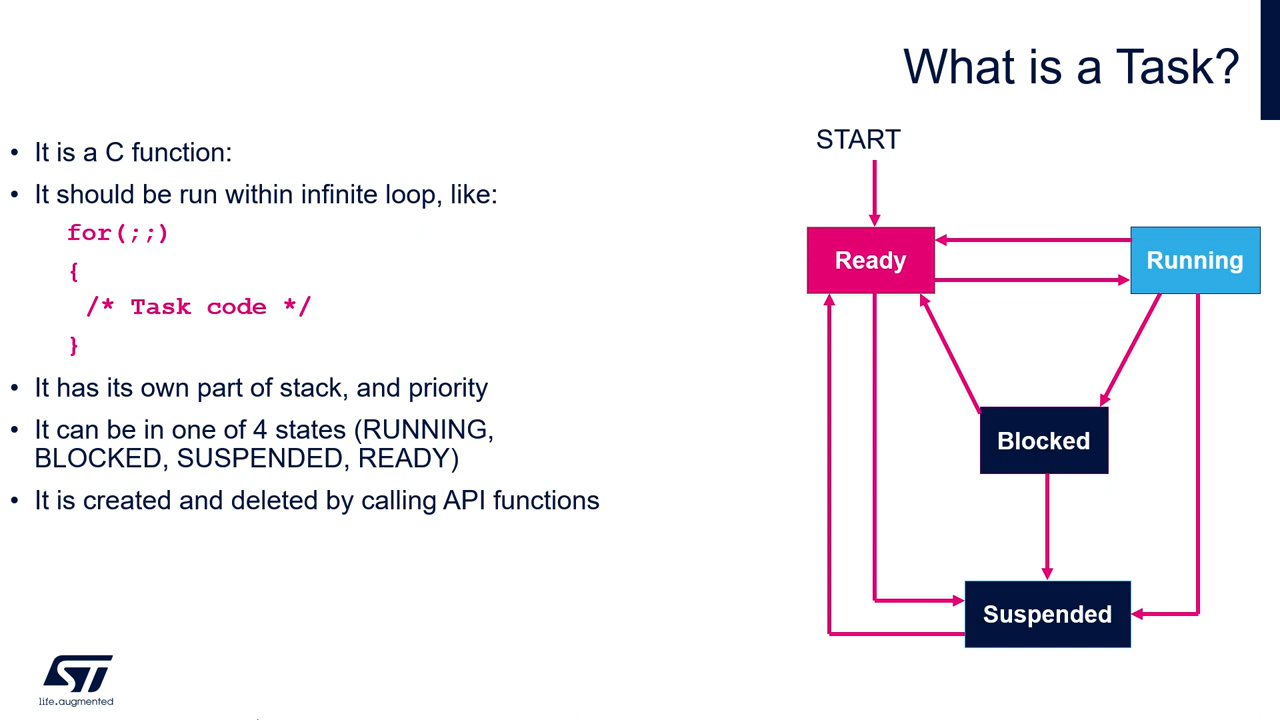 What is a Task?
• It is a C function:
• It should be run within infinite loop, like:
for(;;)
{
/* Task code */
}
• It has its own part of stack, and priority
• It can be in one of 4 states (RUNNING,
BLOCKED, SUSPENDED, READY)
• It is created and deleted by calling API functions
START
Ready
Running
Blocked
Suspended
ST
life.augmented